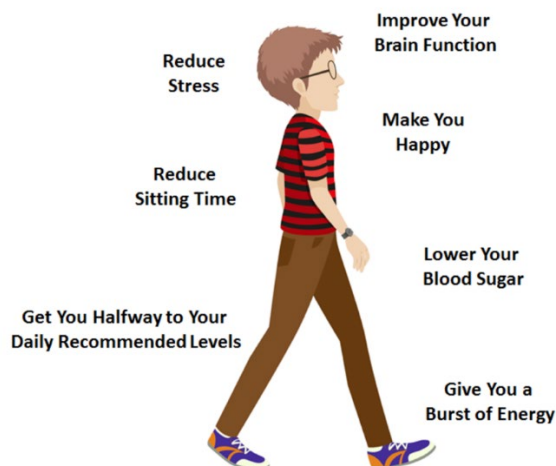 Improve Your
Brain Function
Reduce
Stress
Make You
Happy
Reduce
Sitting Time
Lower Your
Blood Sugar
Get You Halfway to Your
Daily Recommended Levels
Give You a
Burst of Energy